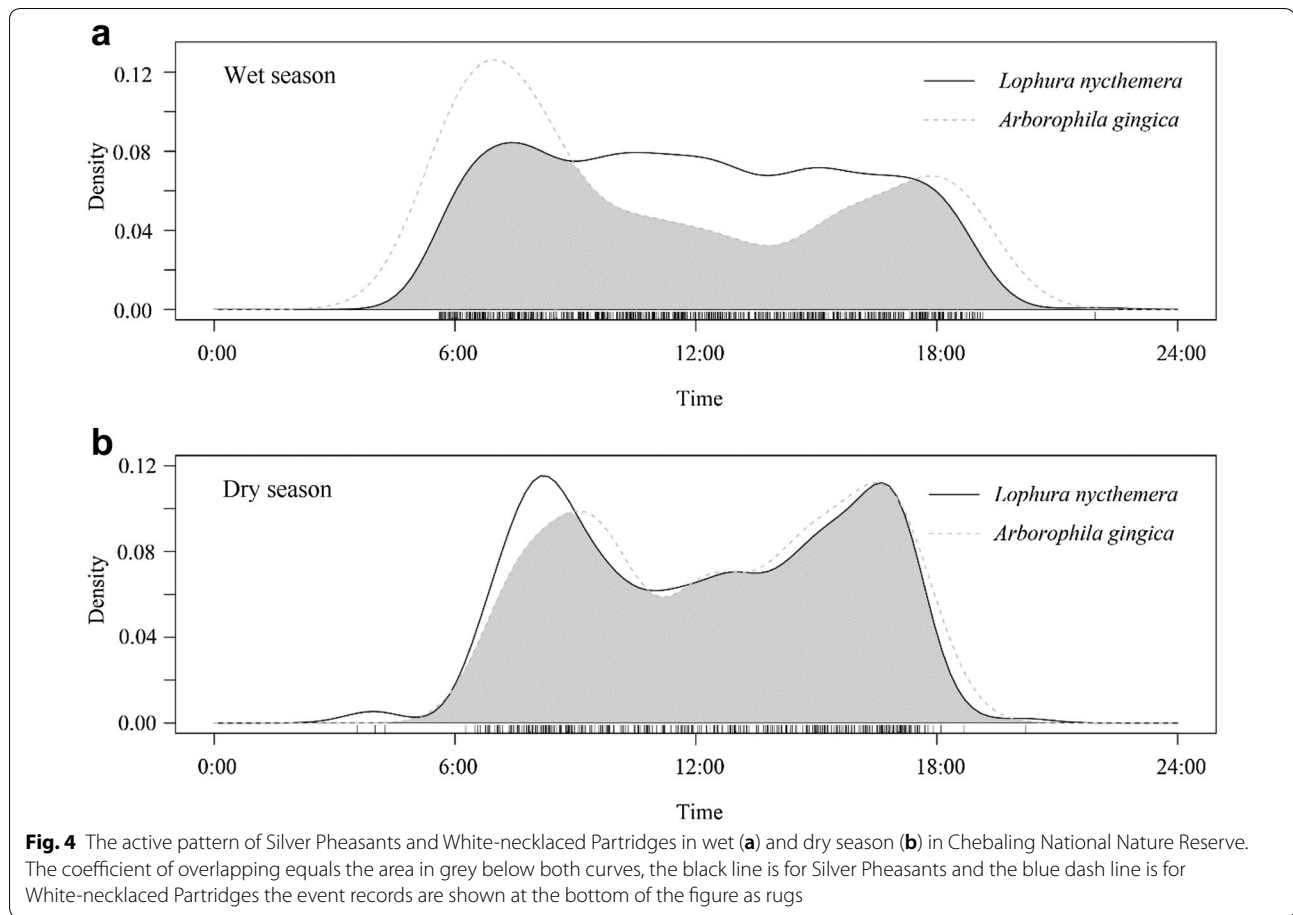 a
Wet season
Lophura nycthemera
Arborophila gingica
Density
0.12
0.08
0.04
0.00
0:00 6:00 12:00 18:00 24:00
Time
b
Dry season
Lophura nycthemera
Arborophila gingica
Density
0.12
0.08
0.04
0.00
0:00 6:00 12:00 18:00 24:00
Time
Fig. 4 The active pattern of Silver Pheasants and White-necklaced Partridges in wet (a) and dry season (b) in Chebaling National Nature Reserve.
The coefficient of overlapping equals the area in grey below both curves, the black line is for Silver Pheasants and the blue dash line is for
White-necklaced Partridges the event records are shown at the bottom of the figure as rugs